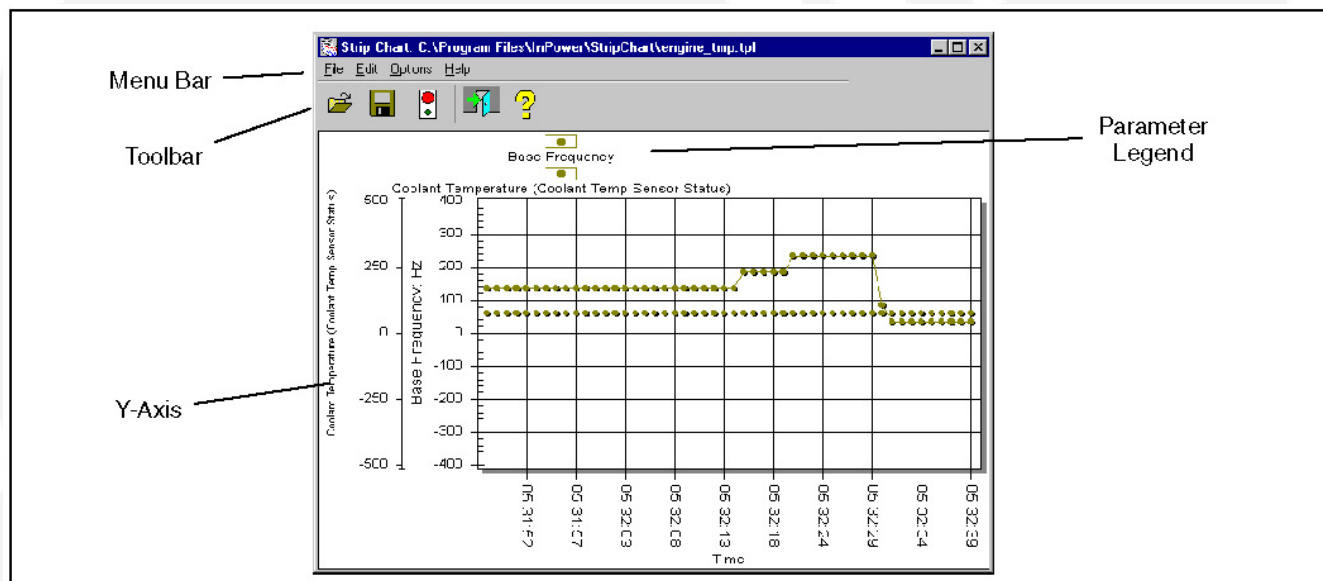 Strip Chart. C:\Program Files\InPower\StripChart\engine_tmp.tpl
Menu Bar
File Edit Options Help
Toolbar
Parameter
Legend
Base Frequency
Coolant Temperature (Coolant Temp Sensor Status)
Coolant Temperature (Coolant Temp Sensor Status)
500
250
0
-250
-500
Base Frequency, Hz
400
300
200
100
0
-100
-200
-300
-400
Y-Axis
05:31:52
05:31:57
05:32:03
05:32:08
05:32:13
05:32:18
05:32:24
05:32:29
05:32:34
05:32:39
Time